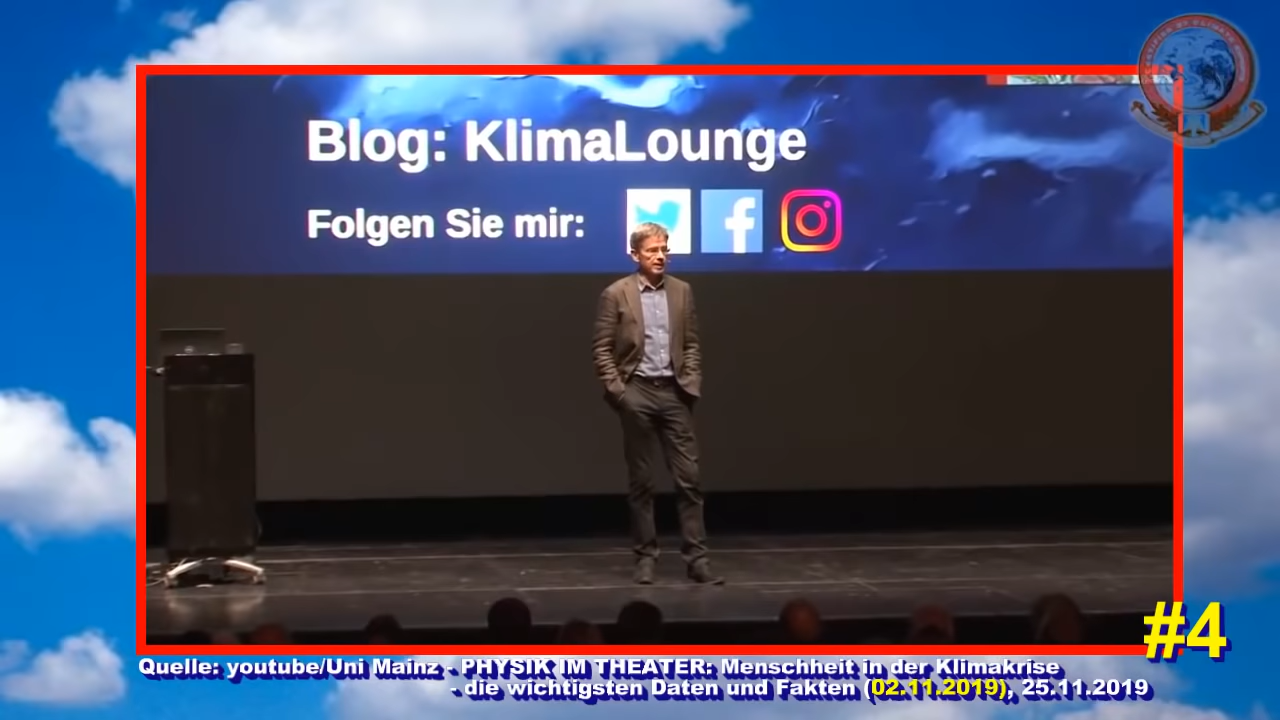 Blog: KlimaLounge
Folgen Sie mir:
#4
Quelle: youtube/Uni Mainz - PHYSIK IM THEATER: Menschheit in der Klimakrise
- die wichtigsten Daten und Fakten (02.11.2019), 25.11.2019